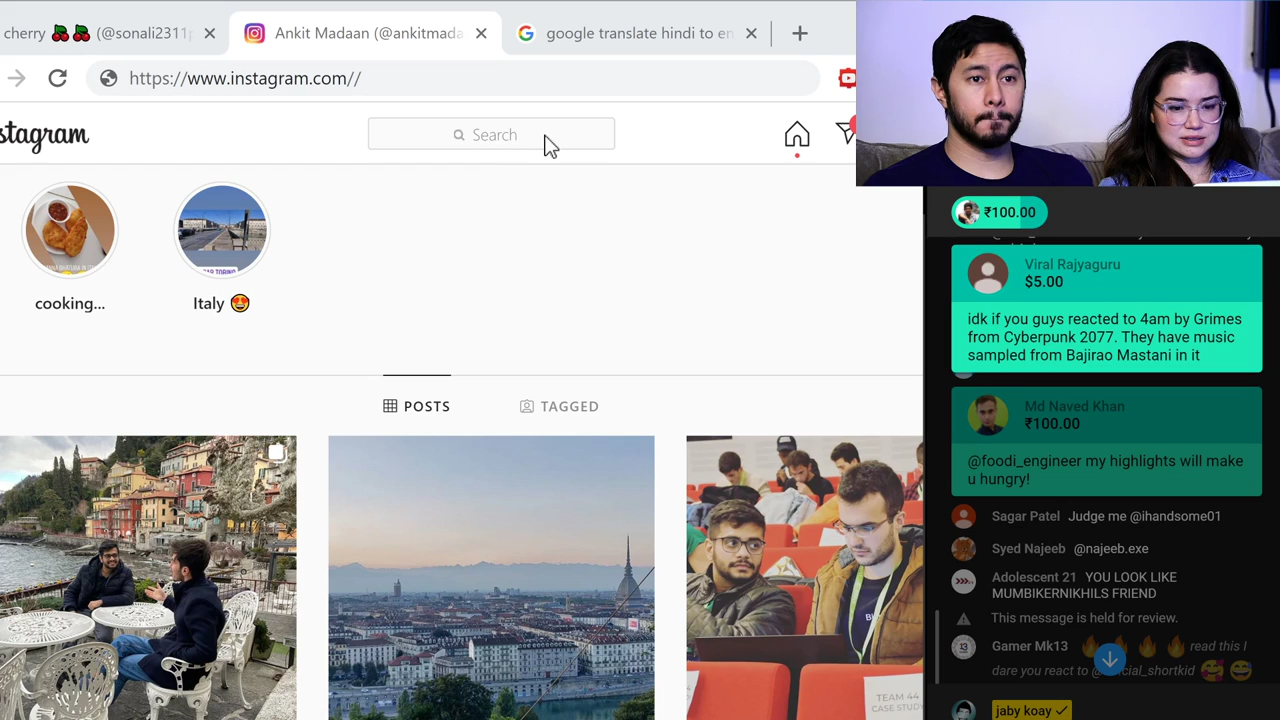 cherry 🍒🍒 (@sonali2311
Ankit Madaan (@ankitmada
google translate hindi to en
https://www.instagram.com//
stagram
Search
cooking...
Italy 😍
POSTS
TAGGED
TEAM 44
CASE STUDY
₹100.00
Viral Rajyaguru
$5.00
idk if you guys reacted to 4am by Grimes
from Cyberpunk 2077. They have music
sampled from Bajirao Mastani in it
Md Naved Khan
₹100.00
@foodi_engineer my highlights will make
u hungry!
Sagar Patel Judge me @ihandsome01
Syed Najeeb @najeeb.exe
Adolescent 21 YOU LOOK LIKE
MUMBIKERNIKHILS FRIEND
This message is held for review.
Gamer Mk13 🔥🔥🔥🔥 read this I
dare you react to
jaby koay